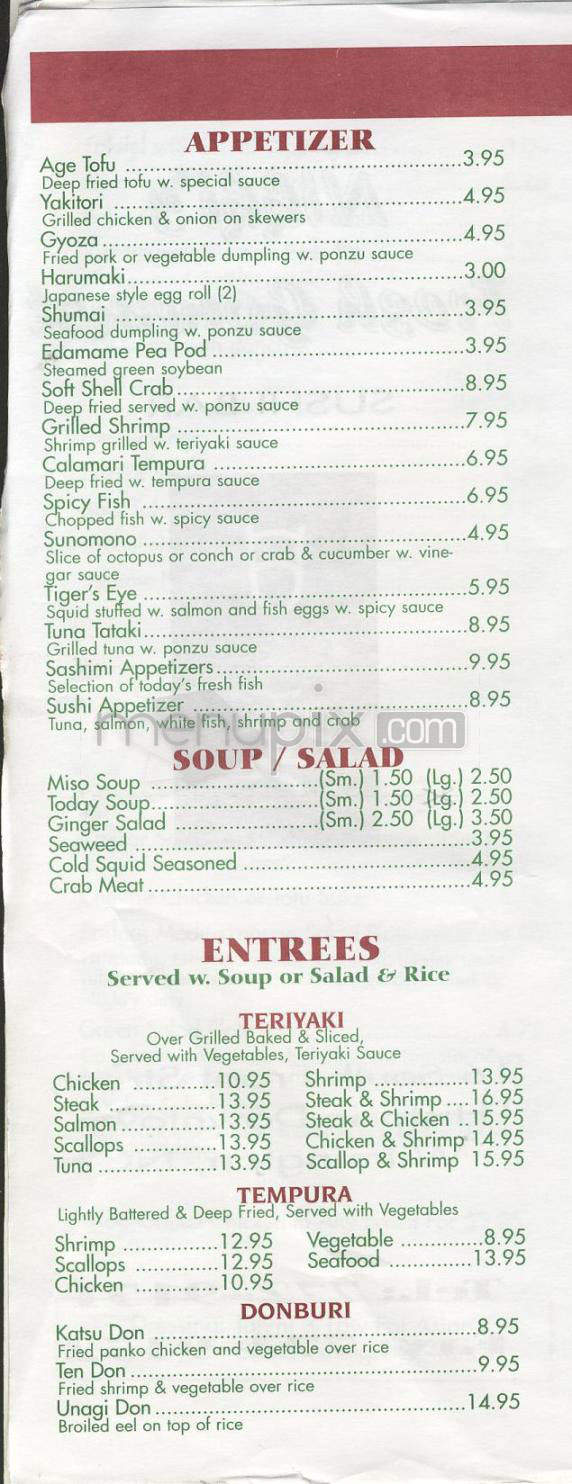 APPETIZER
Age Tofu ........ 3.95
Deep fried tofu w. special sauce
Yakitori ........ 4.95
Grilled chicken & onion on skewers
Gyoza ........ 4.95
Fried pork or vegetable dumpling w. ponzu sauce
Harumaki ........ 3.00
Japanese style egg roll (2)
Shumai ........ 3.95
Seafood dumpling w. ponzu sauce
Edamame Pea Pod ........ 3.95
Steamed green soybean
Soft Shell Crab ........ 8.95
Deep fried served w. ponzu sauce
Grilled Shrimp ........ 7.95
Shrimp grilled w. teriyaki sauce
Calamari Tempura ........ 6.95
Deep fried w. tempura sauce
Spicy Fish ........ 6.95
Chopped fish w. spicy sauce
Sunomono ........ 4.95
Slice of octopus or conch or crab & cucumber w. vine-
gar sauce
Tiger's Eye ........ 5.95
Squid stuffed w. salmon and fish eggs w. spicy sauce
Tuna Tataki ........ 8.95
Grilled tuna w. ponzu sauce
Sashimi Appetizers ........ 9.95
Selection of today's fresh fish
Sushi Appetizer ........ 8.95
Tuna, salmon, white fish, shrimp and crab
menupix.com
SOUP / SALAD
Miso Soup ........ (Sm.) 1.50 (Lg.) 2.50
Today Soup ........ (Sm.) 1.50 (Lg.) 2.50
Ginger Salad ........ (Sm.) 2.50 (Lg.) 3.50
Seaweed ........ 3.95
Cold Squid Seasoned ........ 4.95
Crab Meat ........ 4.95
ENTREES
Served w. Soup or Salad & Rice
TERIYAKI
Over Grilled Baked & Sliced,
Served with Vegetables, Teriyaki Sauce
Chicken ........ 10.95 Shrimp ........ 13.95
Steak ........ 13.95 Steak & Shrimp .... 16.95
Salmon ........ 13.95 Steak & Chicken .. 15.95
Scallops ........ 13.95 Chicken & Shrimp 14.95
Tuna ........ 13.95 Scallop & Shrimp 15.95
TEMPURA
Lightly Battered & Deep Fried, Served with Vegetables
Shrimp ........ 12.95 Vegetable ........ 8.95
Scallops ........ 12.95 Seafood ........ 13.95
Chicken ........ 10.95
DONBURI
Katsu Don ........ 8.95
Fried panko chicken and vegetable over rice
Ten Don ........ 9.95
Fried shrimp & vegetable over rice
Unagi Don ........ 14.95
Broiled eel on top of rice